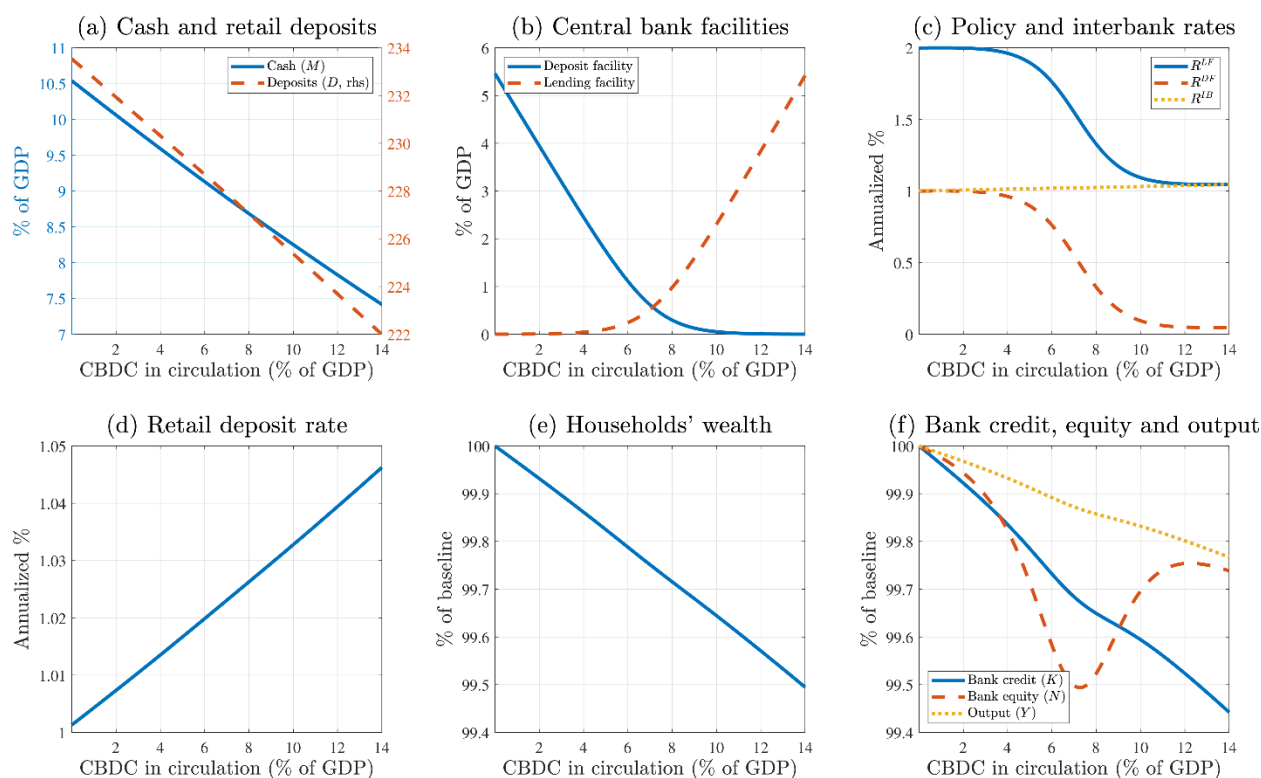 (a) Cash and retail deposits
% of GDP
11
10.5
10
9.5
9
8.5
8
7.5
7
234
232
230
228
226
224
222
Cash (M)
Deposits (D, rhs)
2 4 6 8 10 12 14
CBDC in circulation (% of GDP)
(b) Central bank facilities
% of GDP
6
5
4
3
2
1
0
Deposit facility
Lending facility
2 4 6 8 10 12 14
CBDC in circulation (% of GDP)
(c) Policy and interbank rates
Annualized %
2
1.5
1
0.5
0
R^{LF}
R^{DF}
R^{IB}
2 4 6 8 10 12 14
CBDC in circulation (% of GDP)
(d) Retail deposit rate
Annualized %
1.05
1.04
1.03
1.02
1.01
1
2 4 6 8 10 12 14
CBDC in circulation (% of GDP)
(e) Households' wealth
% of baseline
100
99.9
99.8
99.7
99.6
99.5
99.4
2 4 6 8 10 12 14
CBDC in circulation (% of GDP)
(f) Bank credit, equity and output
% of baseline
100
99.9
99.8
99.7
99.6
99.5
99.4
Bank credit (K)
Bank equity (N)
Output (Y)
2 4 6 8 10 12 14
CBDC in circulation (% of GDP)